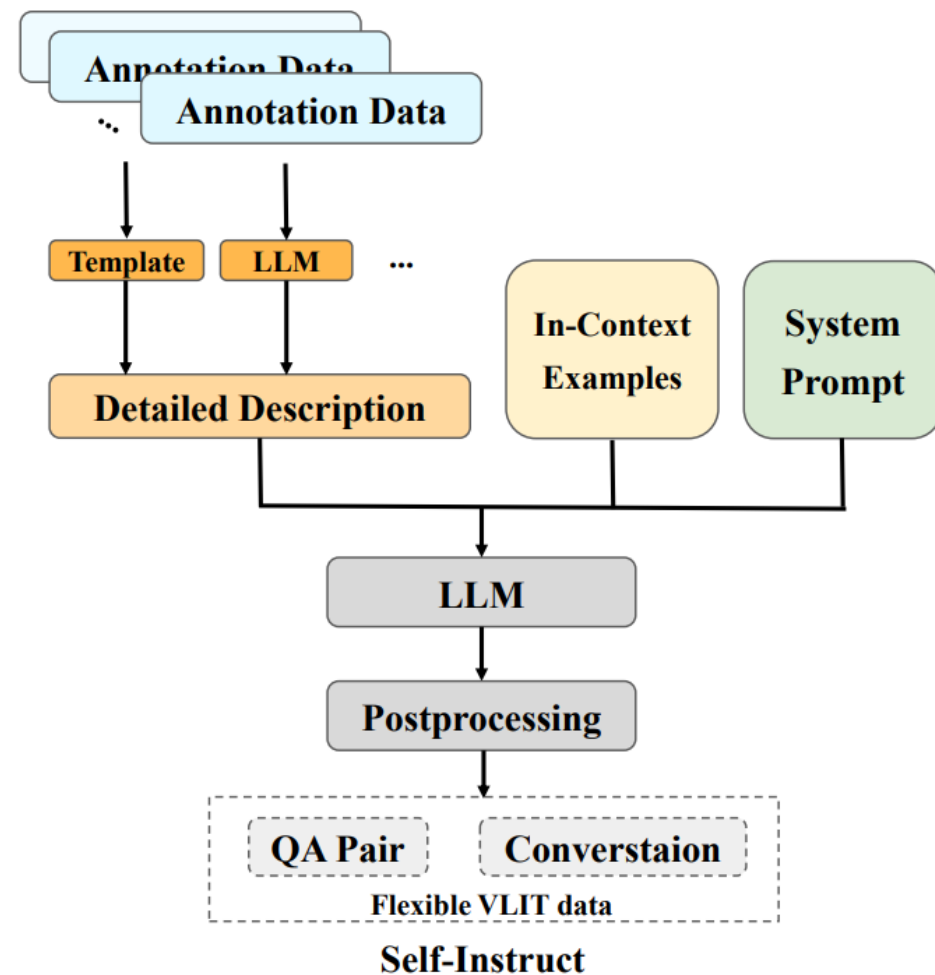 Annotation Data
Annotation Data
...
Template
LLM
...
In-Context
Examples
System
Prompt
Detailed Description
LLM
Postprocessing
QA Pair
Converstaion
Flexible VLIT data
Self-Instruct